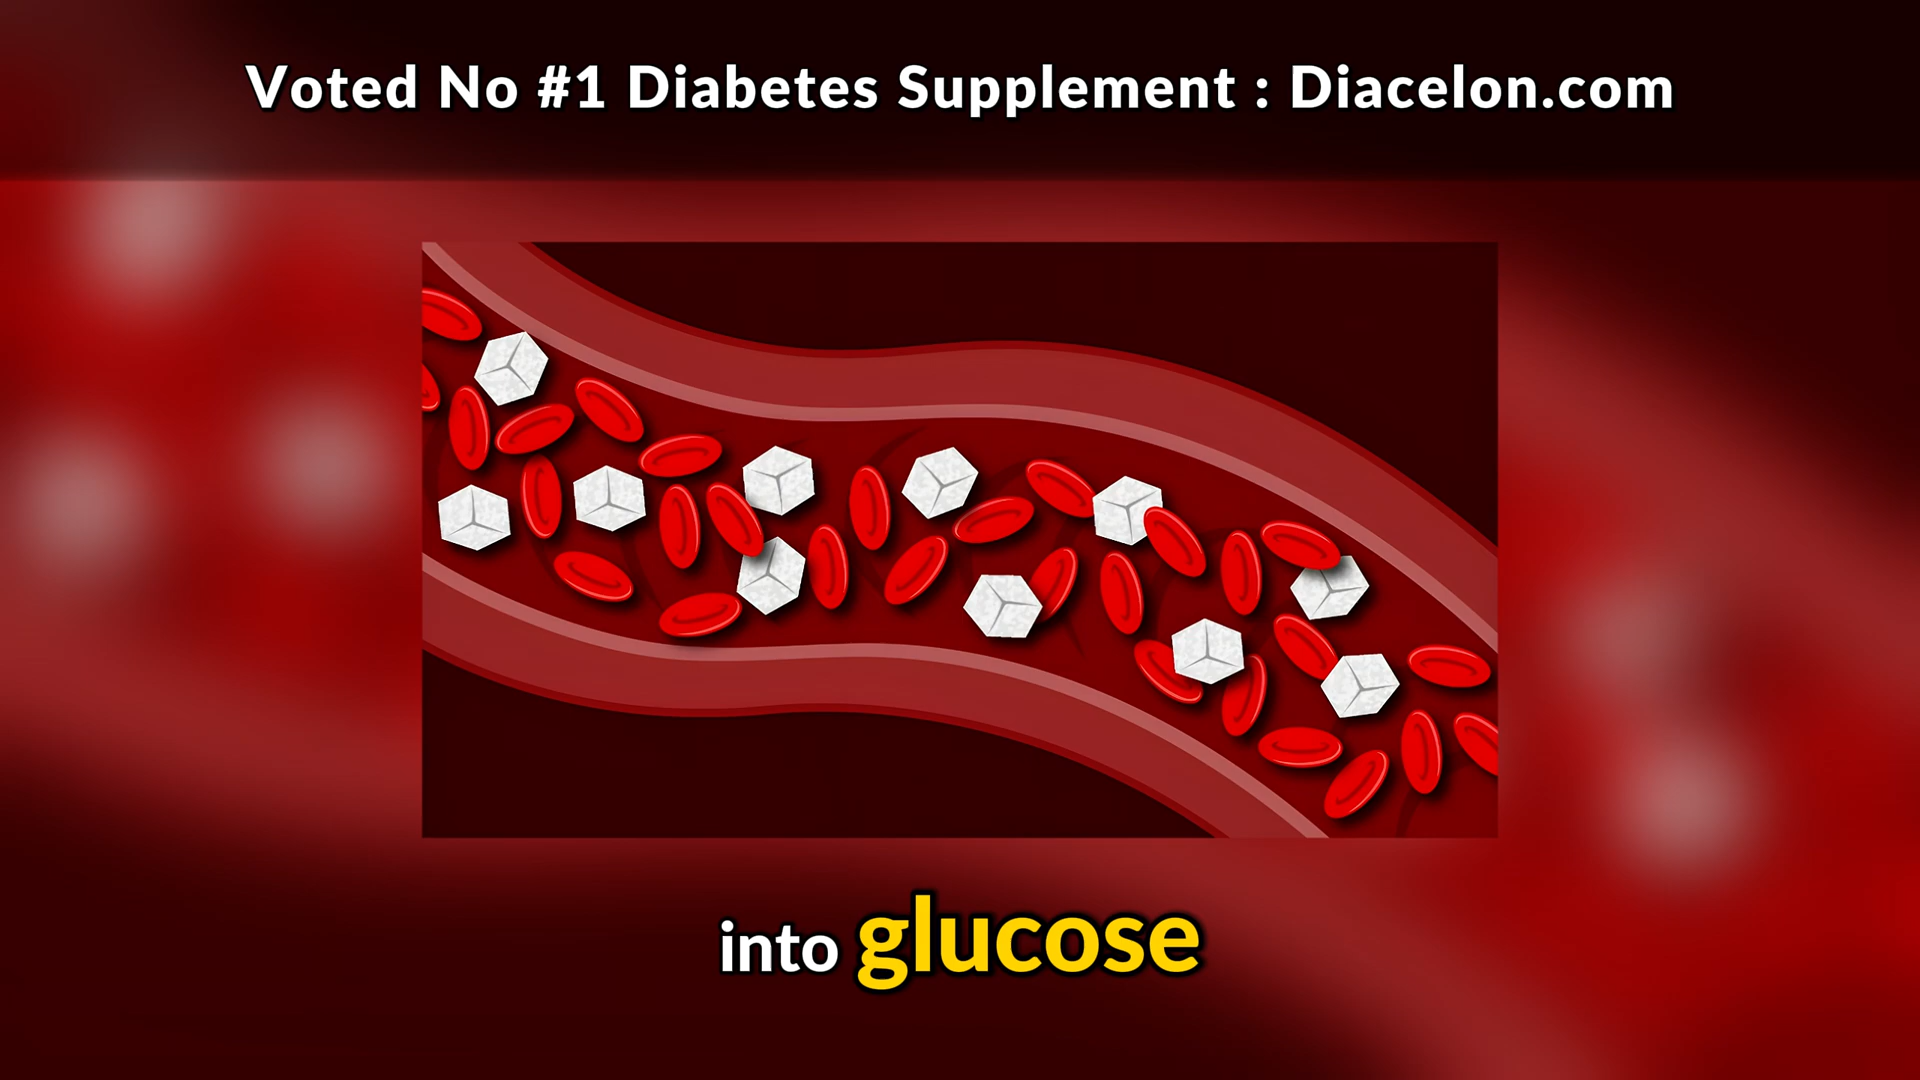 Voted No #1 Diabetes Supplement : Diacelon.com
into glucose